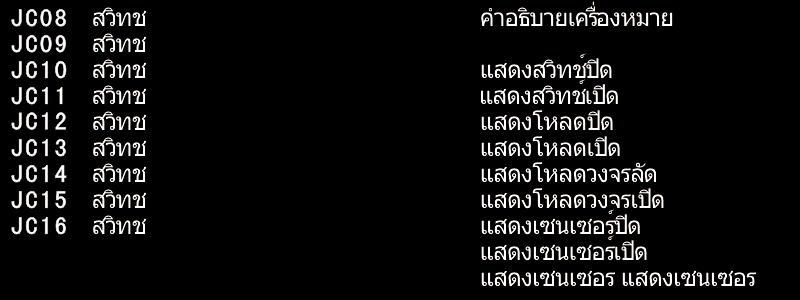 JC08 สวิทช
JC09 สวิทช
JC10 สวิทช
JC11 สวิทช
JC12 สวิทช
JC13 สวิทช
JC14 สวิทช
JC15 สวิทช
JC16 สวิทช
คำอธิบายเครื่องหมาย
แสดงสวิทช์ปิด
แสดงสวิทช์เปิด
แสดงโหลดปิด
แสดงโหลดเปิด
แสดงโหลดวงจรลัด
แสดงโหลดวงจรเปิด
แสดงเซนเซอร์ปิด
แสดงเซนเซอร์เปิด
แสดงเซนเซอร แสดงเซนเซอร